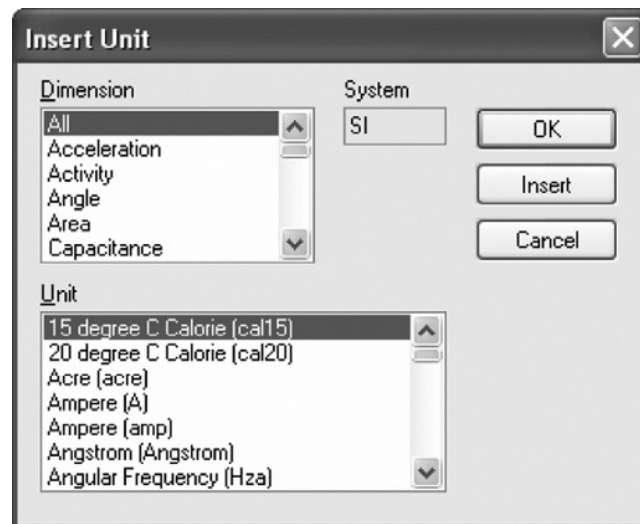 Insert Unit
Dimension
All
Acceleration
Activity
Angle
Area
Capacitance
System
SI
OK
Insert
Cancel
Unit
15 degree C Calorie (cal15)
20 degree C Calorie (cal20)
Acre (acre)
Ampere (A)
Ampere (amp)
Angstrom (Angstrom)
Angular Frequency (Hza)